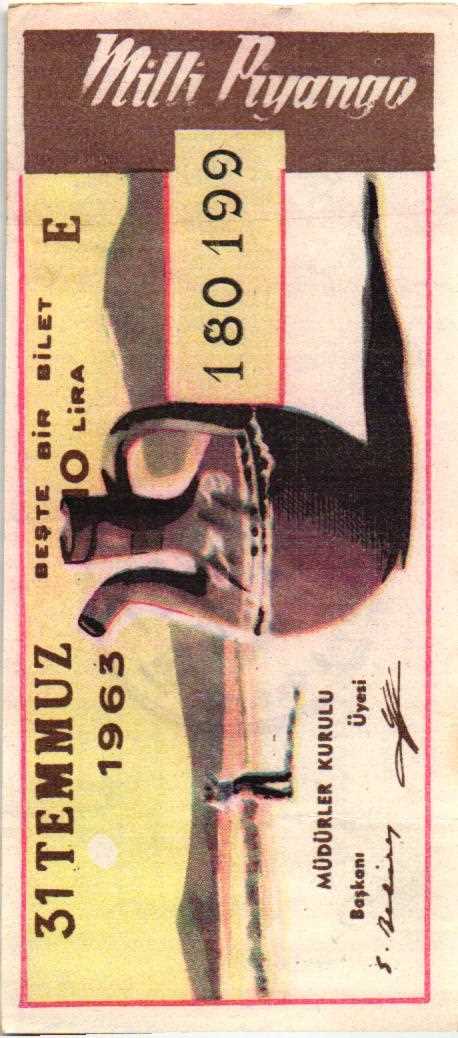 Milli Piyango
180199
E
BEŞTE BİR BİLET
10 LİRA
31 TEMMUZ
1963
MÜDÜRLER KURULU
Başkanı Üyesi